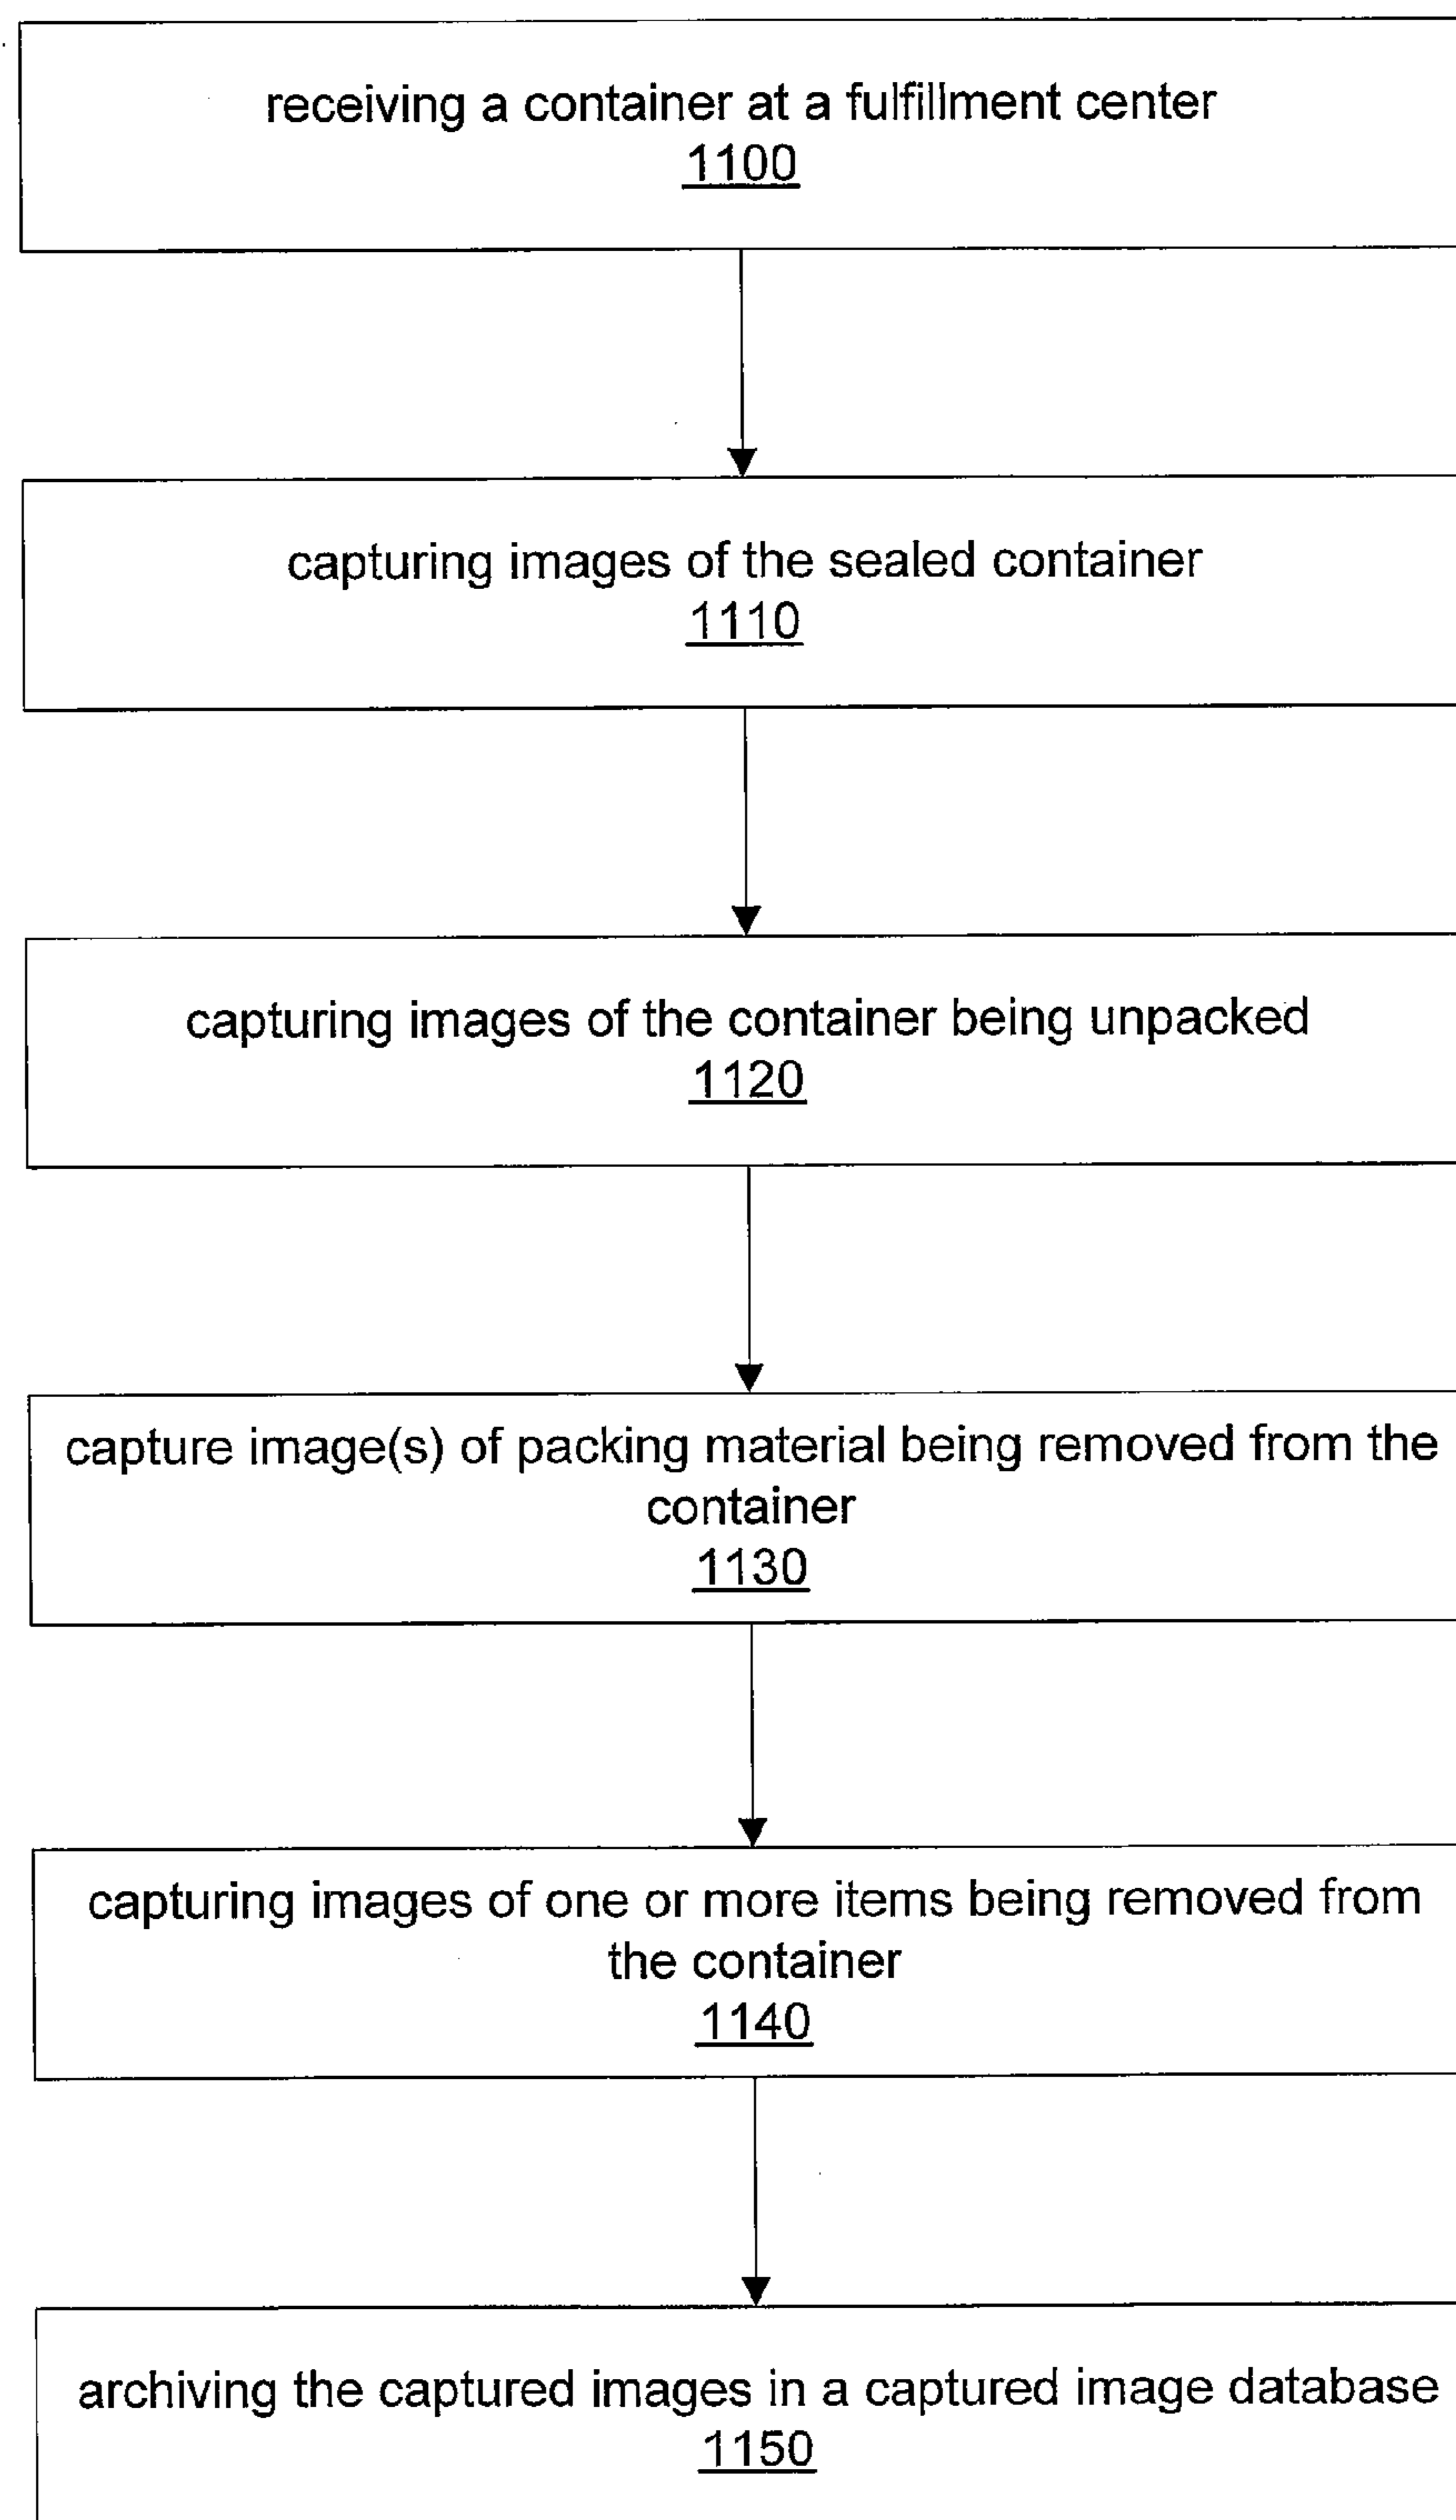 receiving a container at a fulfillment center
1100
capturing images of the sealed container
1110
capturing images of the container being unpacked
1120
capture image(s) of packing material being removed from the
container
1130
capturing images of one or more items being removed from
the container
1140
archiving the captured images in a captured image database
1150